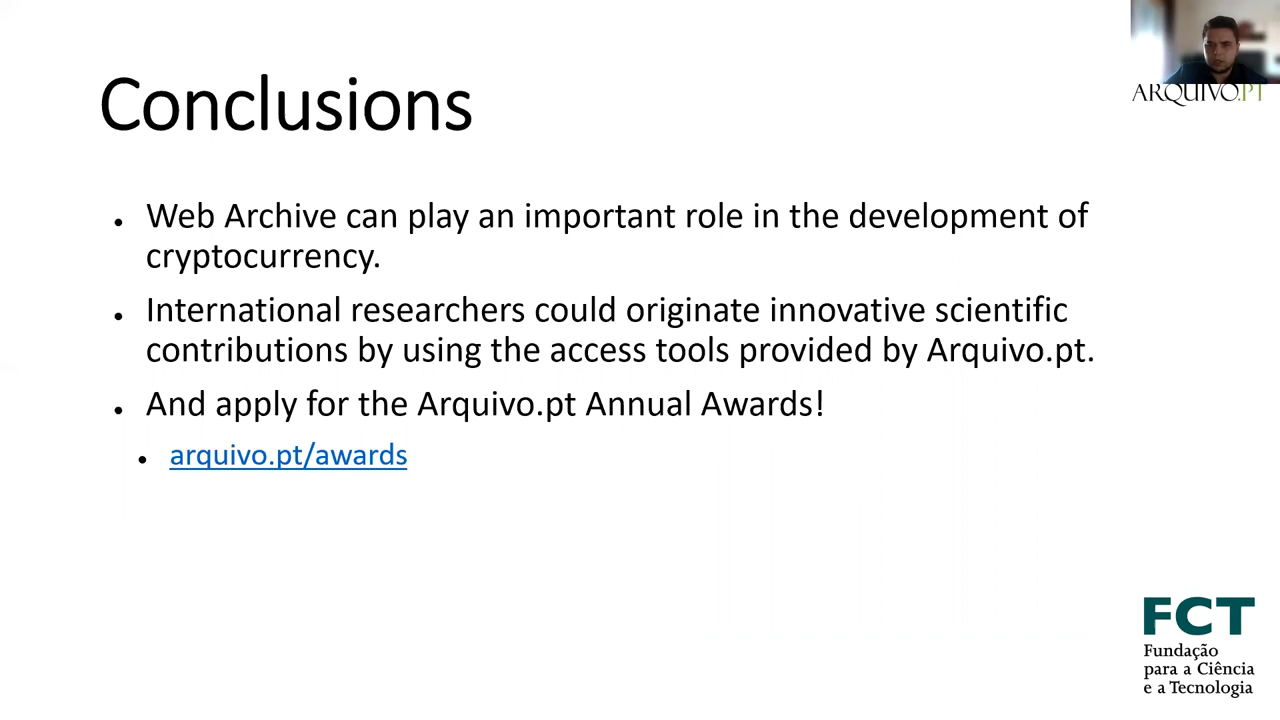 ARQUIVO.PT
Conclusions
Web Archive can play an important role in the development of
cryptocurrency.
International researchers could originate innovative scientific
contributions by using the access tools provided by Arquivo.pt.
And apply for the Arquivo.pt Annual Awards!
arquivo.pt/awards
FCT
Fundação
para a Ciência
e a Tecnologia